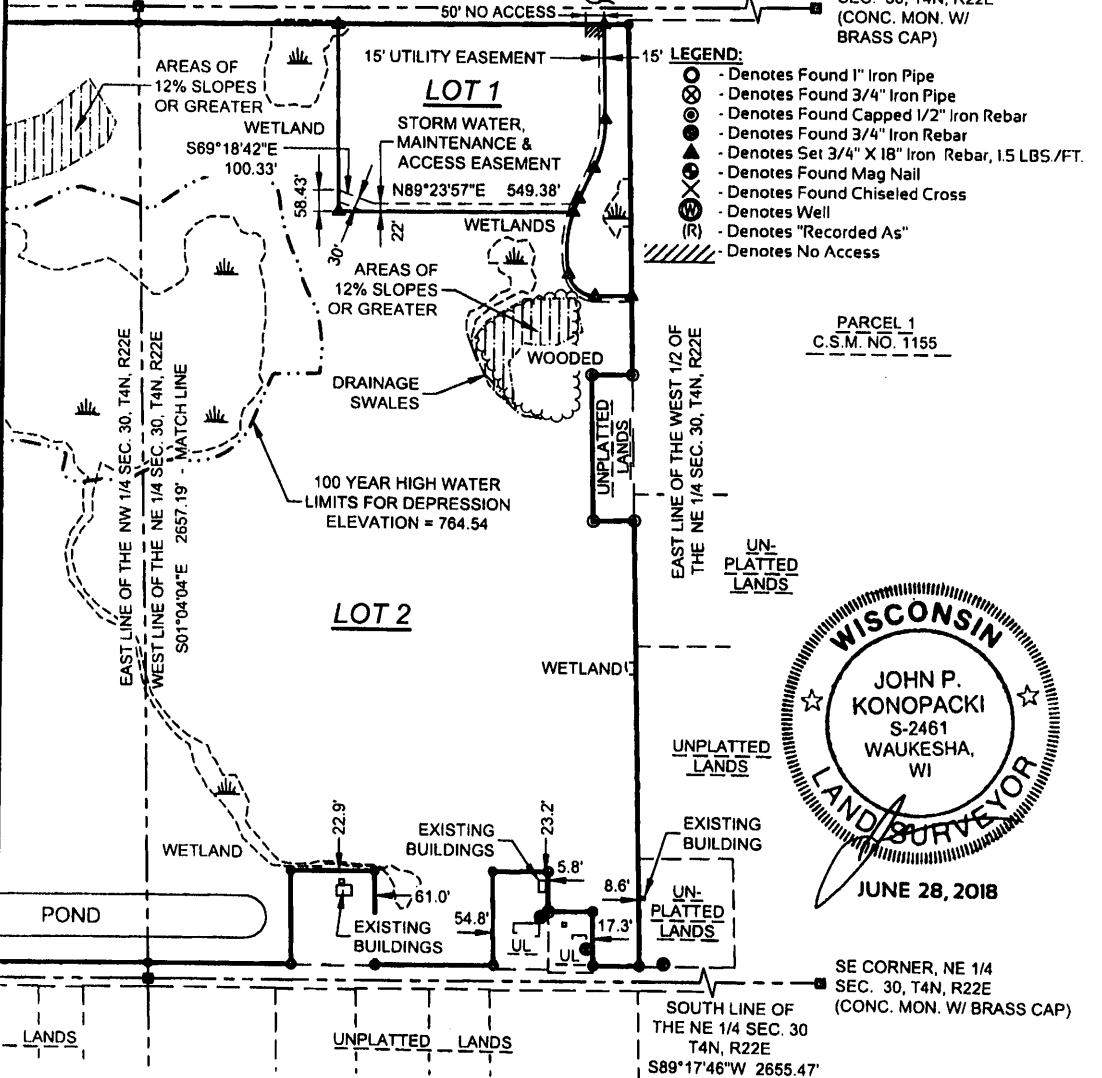 50' NO ACCESS
SEC. 30, T4N, R22E
(CONC. MON. W/
BRASS CAP)
15' UTILITY EASEMENT
15'
LEGEND:
- Denotes Found 1" Iron Pipe
- Denotes Found 3/4" Iron Pipe
- Denotes Found Capped 1/2" Iron Rebar
- Denotes Found 3/4" Iron Rebar
- Denotes Set 3/4" X 18" Iron Rebar, 1.5 LBS./FT.
- Denotes Found Mag Nail
- Denotes Found Chiseled Cross
W - Denotes Well
(R) - Denotes "Recorded As"
- Denotes No Access
AREAS OF
12% SLOPES
OR GREATER
LOT 1
WETLAND
STORM WATER,
MAINTENANCE &
ACCESS EASEMENT
S69°18'42"E
100.33'
58.43'
N89°23'57"E 549.38'
22'
30'
WETLANDS
AREAS OF
12% SLOPES
OR GREATER
WOODED
DRAINAGE
SWALES
PARCEL 1
C.S.M. NO. 1155
EAST LINE OF THE NW 1/4 SEC. 30, T4N, R22E
WEST LINE OF THE NE 1/4 SEC. 30, T4N, R22E
S01°04'04"E 2657.19' - MATCH LINE
UNPLATTED
LANDS
EAST LINE OF THE WEST 1/2 OF
THE NE 1/4 SEC. 30, T4N, R22E
100 YEAR HIGH WATER
LIMITS FOR DEPRESSION
ELEVATION = 764.54
UN-
PLATTED
LANDS
LOT 2
WETLAND
WISCONSIN
JOHN P.
KONOPACKI
S-2461
WAUKESHA,
WI
LAND SURVEYOR
JUNE 28, 2018
UNPLATTED
LANDS
WETLAND
22.9'
EXISTING
BUILDINGS
23.2'
5.8'
EXISTING
BUILDING
8.6'
UN-
PLATTED
LANDS
POND
61.0'
EXISTING
BUILDINGS
54.8'
UL
UL
17.3'
SE CORNER, NE 1/4
SEC. 30, T4N, R22E
(CONC. MON. W/ BRASS CAP)
LANDS
UNPLATTED LANDS
SOUTH LINE OF
THE NE 1/4 SEC. 30
T4N, R22E
S89°17'46"W 2655.47'